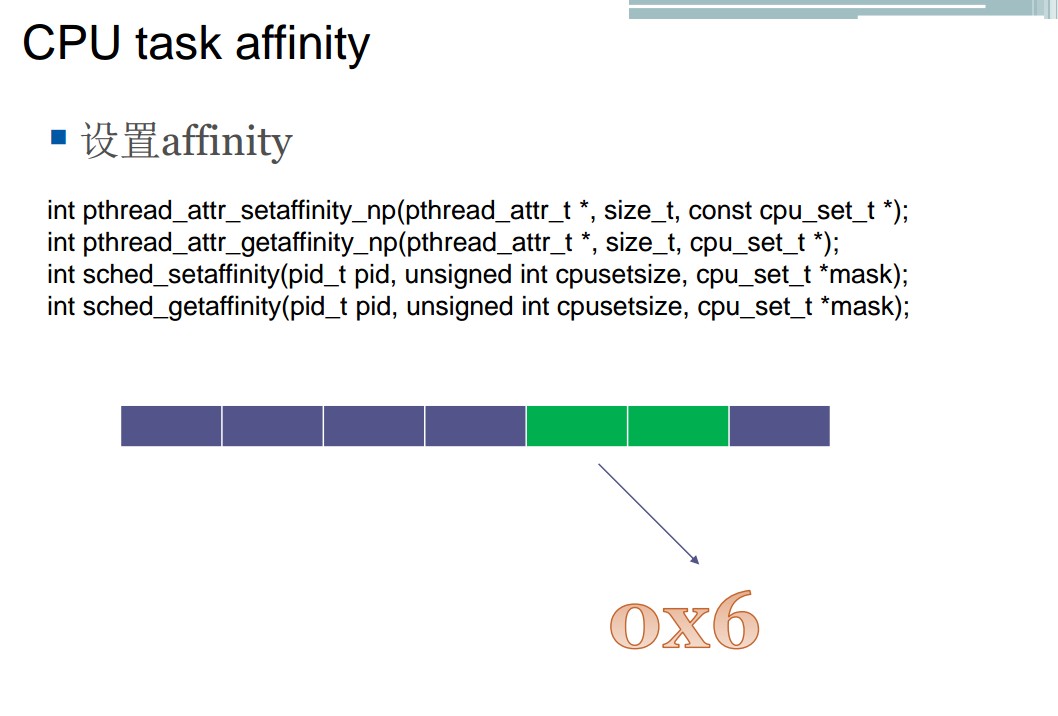 CPU task affinity
设置affinity
int pthread_attr_setaffinity_np(pthread_attr_t *, size_t, const cpu_set_t *);
int pthread_attr_getaffinity_np(pthread_attr_t *, size_t, cpu_set_t *);
int sched_setaffinity(pid_t pid, unsigned int cpusetsize, cpu_set_t *mask);
int sched_getaffinity(pid_t pid, unsigned int cpusetsize, cpu_set_t *mask);
0x6